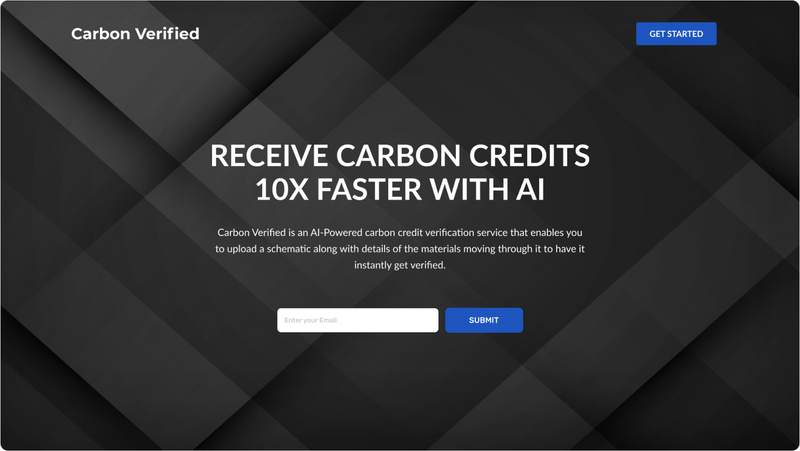 Carbon Verified
GET STARTED
RECEIVE CARBON CREDITS
10X FASTER WITH AI
Carbon Verified is an AI-Powered carbon credit verification service that enables you
to upload a schematic along with details of the materials moving through it to have it
instantly get verified.
Enter your Email
SUBMIT